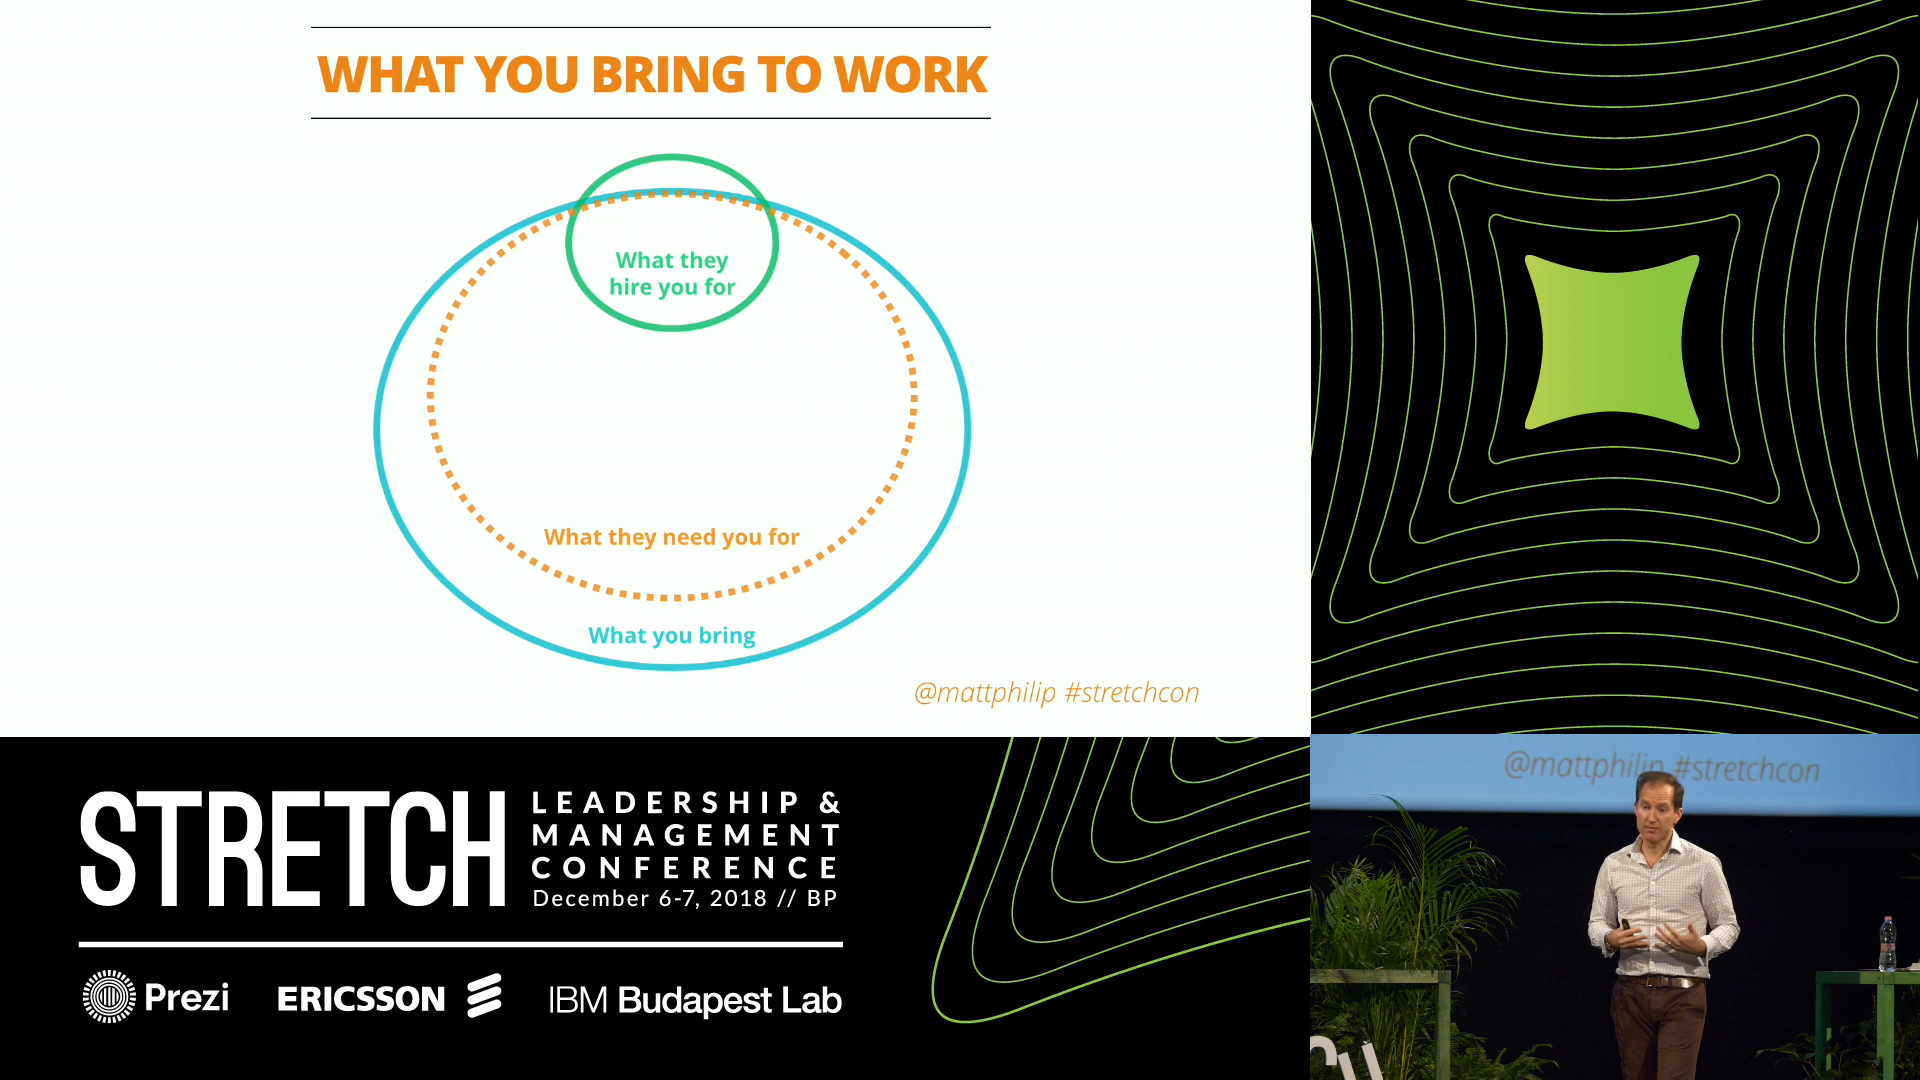 WHAT YOU BRING TO WORK
What they
hire you for
What they need you for
What you bring
@mattphilip #stretchcon
STRETCH
LEADERSHIP &
MANAGEMENT
CONFERENCE
December 6-7, 2018 // BP
Prezi
ERICSSON
IBM Budapest Lab
@mattphilip #stretchcon